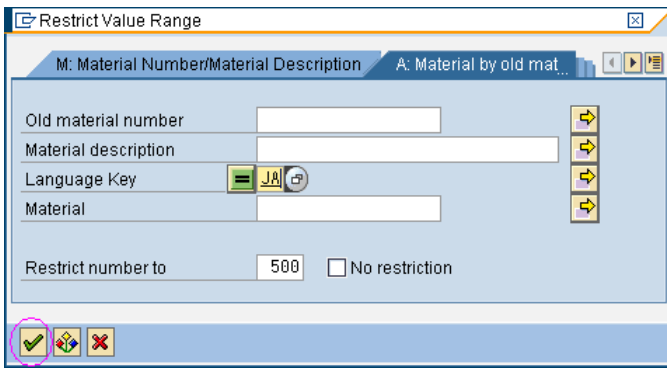 Restrict Value Range
M: Material Number/Material Description
A: Material by old mat...
Old material number
Material description
Language Key = JA
Material
Restrict number to 500 No restriction